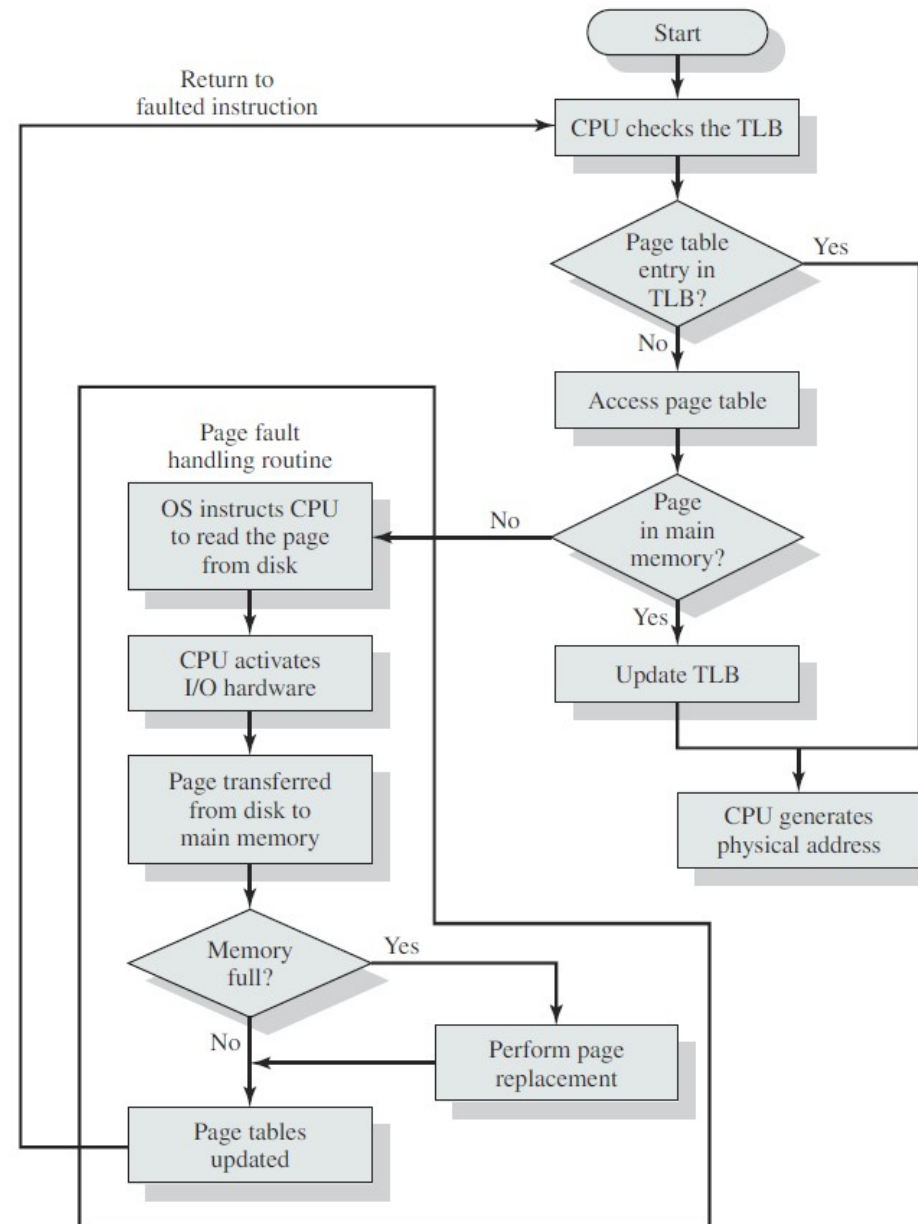 Start
Return to
faulted instruction
CPU checks the TLB
Page table
entry in
TLB?
Yes
No
Access page table
Page fault
handling routine
OS instructs CPU
to read the page
from disk
No
Page
in main
memory?
Yes
CPU activates
I/O hardware
Update TLB
Page transferred
from disk to
main memory
CPU generates
physical address
Memory
full?
Yes
No
Perform page
replacement
Page tables
updated